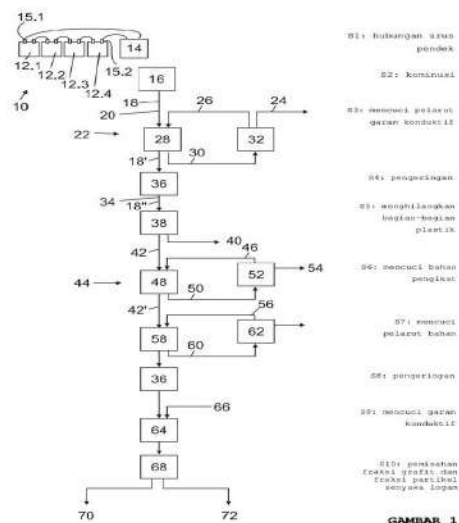 15.1
14
12.1
12.2
12.3
12.4
15.2
10
S1: hubungan arus
pendek
16
S2: kominusi
18
20
26
24
S3: mencuci pelarut
garam konduktif
22
28
32
18'
30
36
S4: pengeringan
34
18"
38
S5: menghilangkan
bagian-bagian
plastik
40
42
46
44
48
52
54
S6: mencuci bahan
pengikat
50
42'
56
58
62
S7: mencuci
pelarut bahan
60
36
S8: pengeringan
66
S9: mencuci garam
konduktif
64
68
S10: pemisahan
fraksi grafit dan
fraksi partikel
senyawa logam
70
72
GAMBAR 1